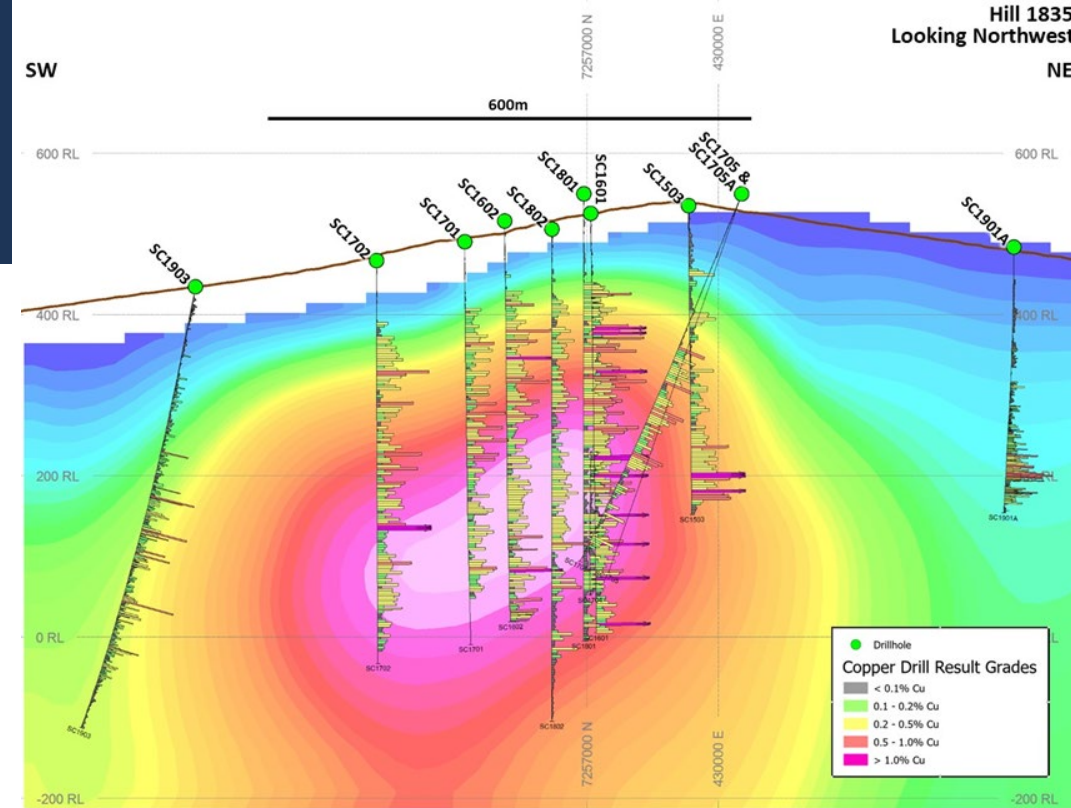 Hill 1835
Looking Northwest
SW
NE
7257000 N
430000 E
600m
600 RL
600 RL
SC1903
SC1702
SC1701
SC1602
SC1802
SC1801
SC1601
SC1503
SC1705 &
SC1705A
SC1901A
400 RL
400 RL
200 RL
SC1503
SC1901A
0 RL
SC1602
SC1601
SC1801
SC1701
SC1702
SC1802
SC1903
7257000 N
430000 E
Drillhole
Copper Drill Result Grades
< 0.1% Cu
0.1 - 0.2% Cu
0.2 - 0.5% Cu
0.5 - 1.0% Cu
> 1.0% Cu
-200 RL
-200 RL